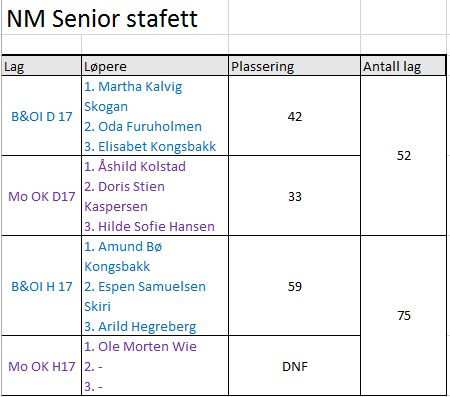 NM Senior stafett
Lag Løpere Plassering Antall lag
B&OI D 17
1. Martha Kalvig
Skogan
2. Oda Furuholmen
3. Elisabet Kongsbakk
42
52
Mo OK D17
1. Åshild Kolstad
2. Doris Stien
Kaspersen
3. Hilde Sofie Hansen
33
B&OI H 17
1. Amund Bø
Kongsbakk
2. Espen Samuelsen
Skiri
3. Arild Hegreberg
59
75
Mo OK H17
1. Ole Morten Wie
2. -
3. -
DNF